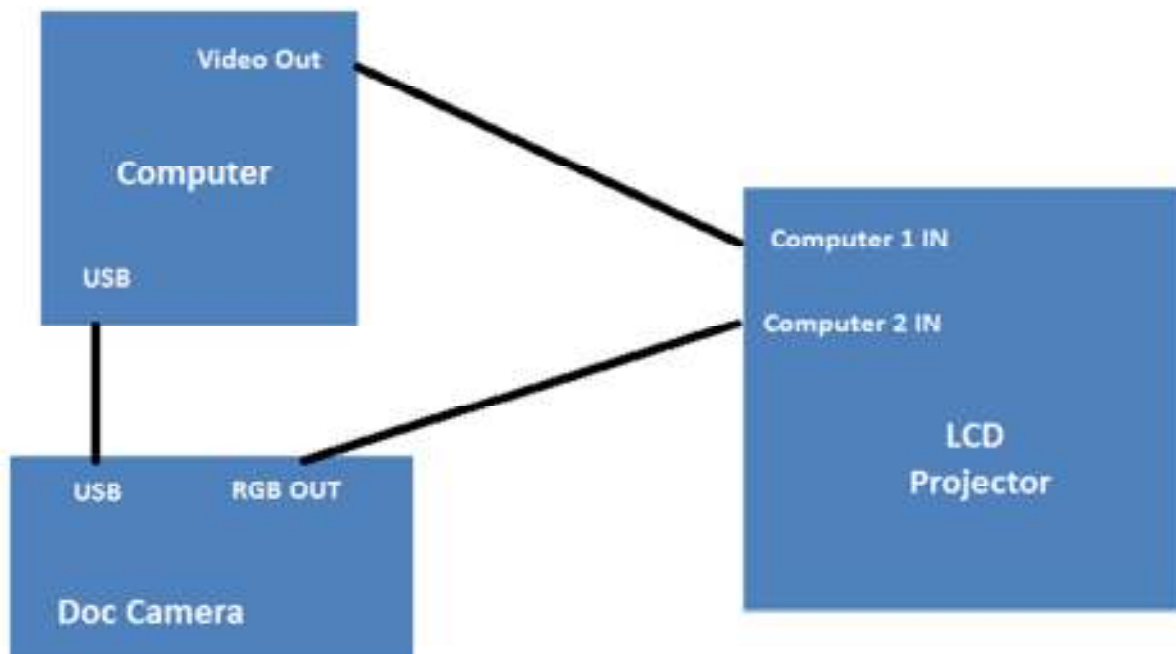 Video Out
Computer
USB
Computer 1 IN
Computer 2 IN
LCD
Projector
USB RGB OUT
Doc Camera